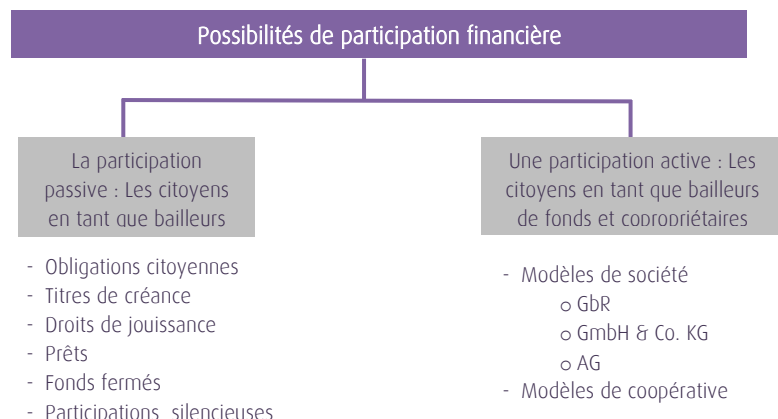 Possibilités de participation financière
La participation
passive : Les citoyens
en tant que bailleurs
- Obligations citoyennes
- Titres de créance
- Droits de jouissance
- Prêts
- Fonds fermés
- Participations silencieuses
Une participation active : Les
citoyens en tant que bailleurs
de fonds et copropriétaires
- Modèles de société
o GbR
o GmbH & Co. KG
o AG
- Modèles de coopérative